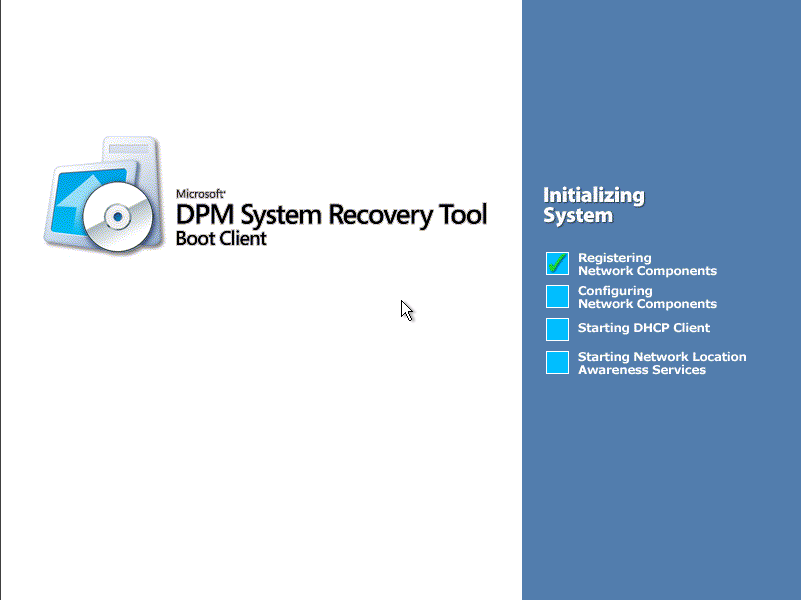 Microsoft®
DPM System Recovery Tool
Boot Client
Initializing
System
Registering
Network Components
Configuring
Network Components
Starting DHCP Client
Starting Network Location
Awareness Services